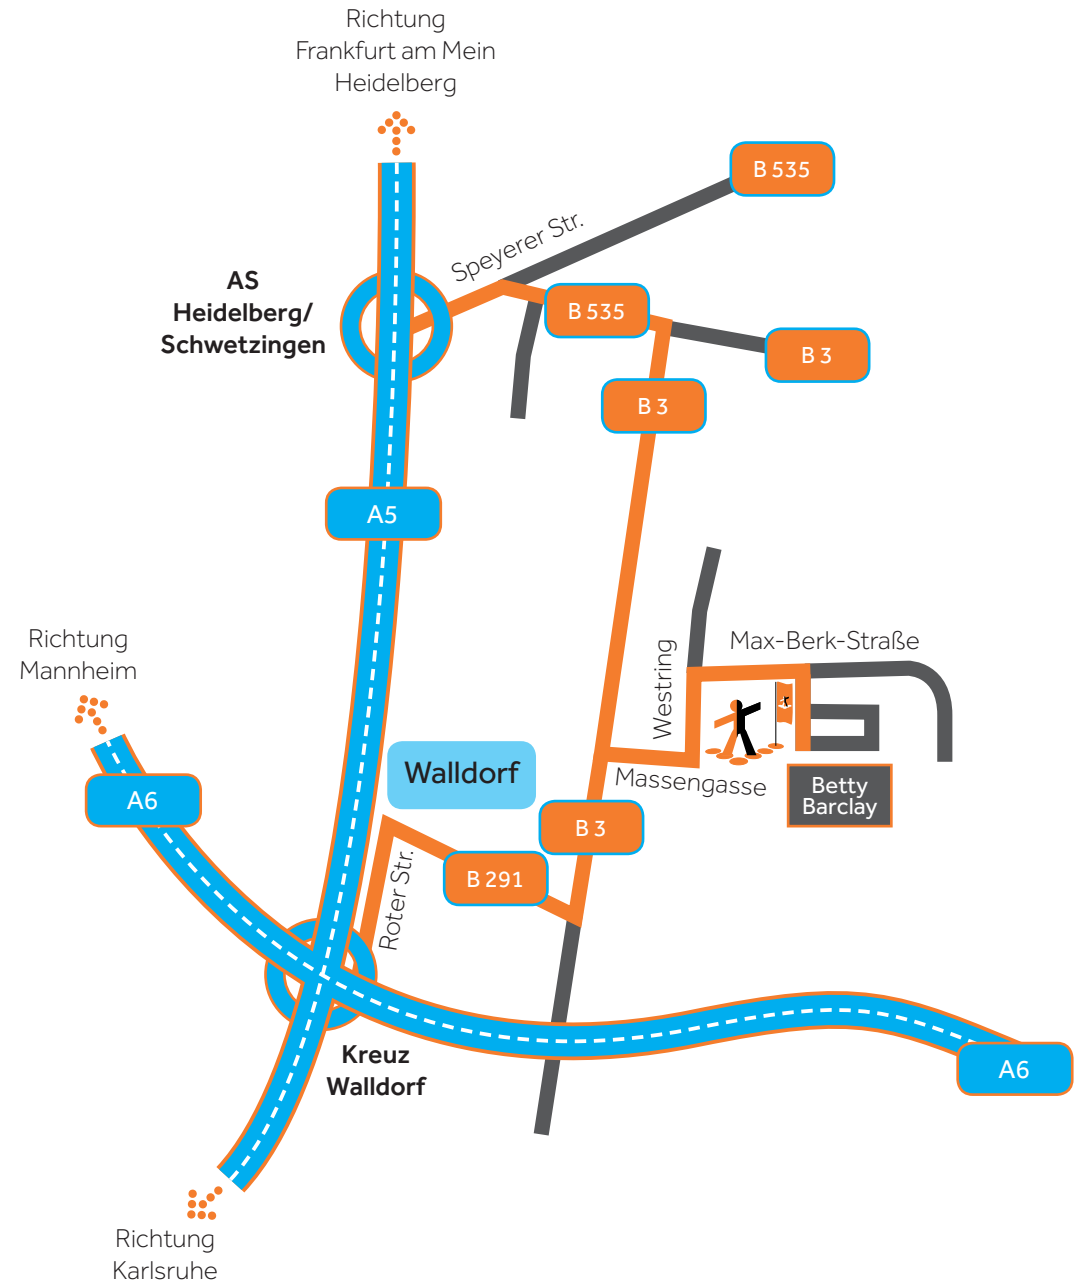 Richtung
Frankfurt am Mein
Heidelberg
B 535
Speyerer Str.
AS
Heidelberg/
Schwetzingen
B 535
B 3
B 3
A5
Richtung
Mannheim
Westring
Max-Berk-Straße
Walldorf
Massengasse
Betty
Barclay
A6
B 3
Roter Str.
B 291
Kreuz
Walldorf
A6
Richtung
Karlsruhe